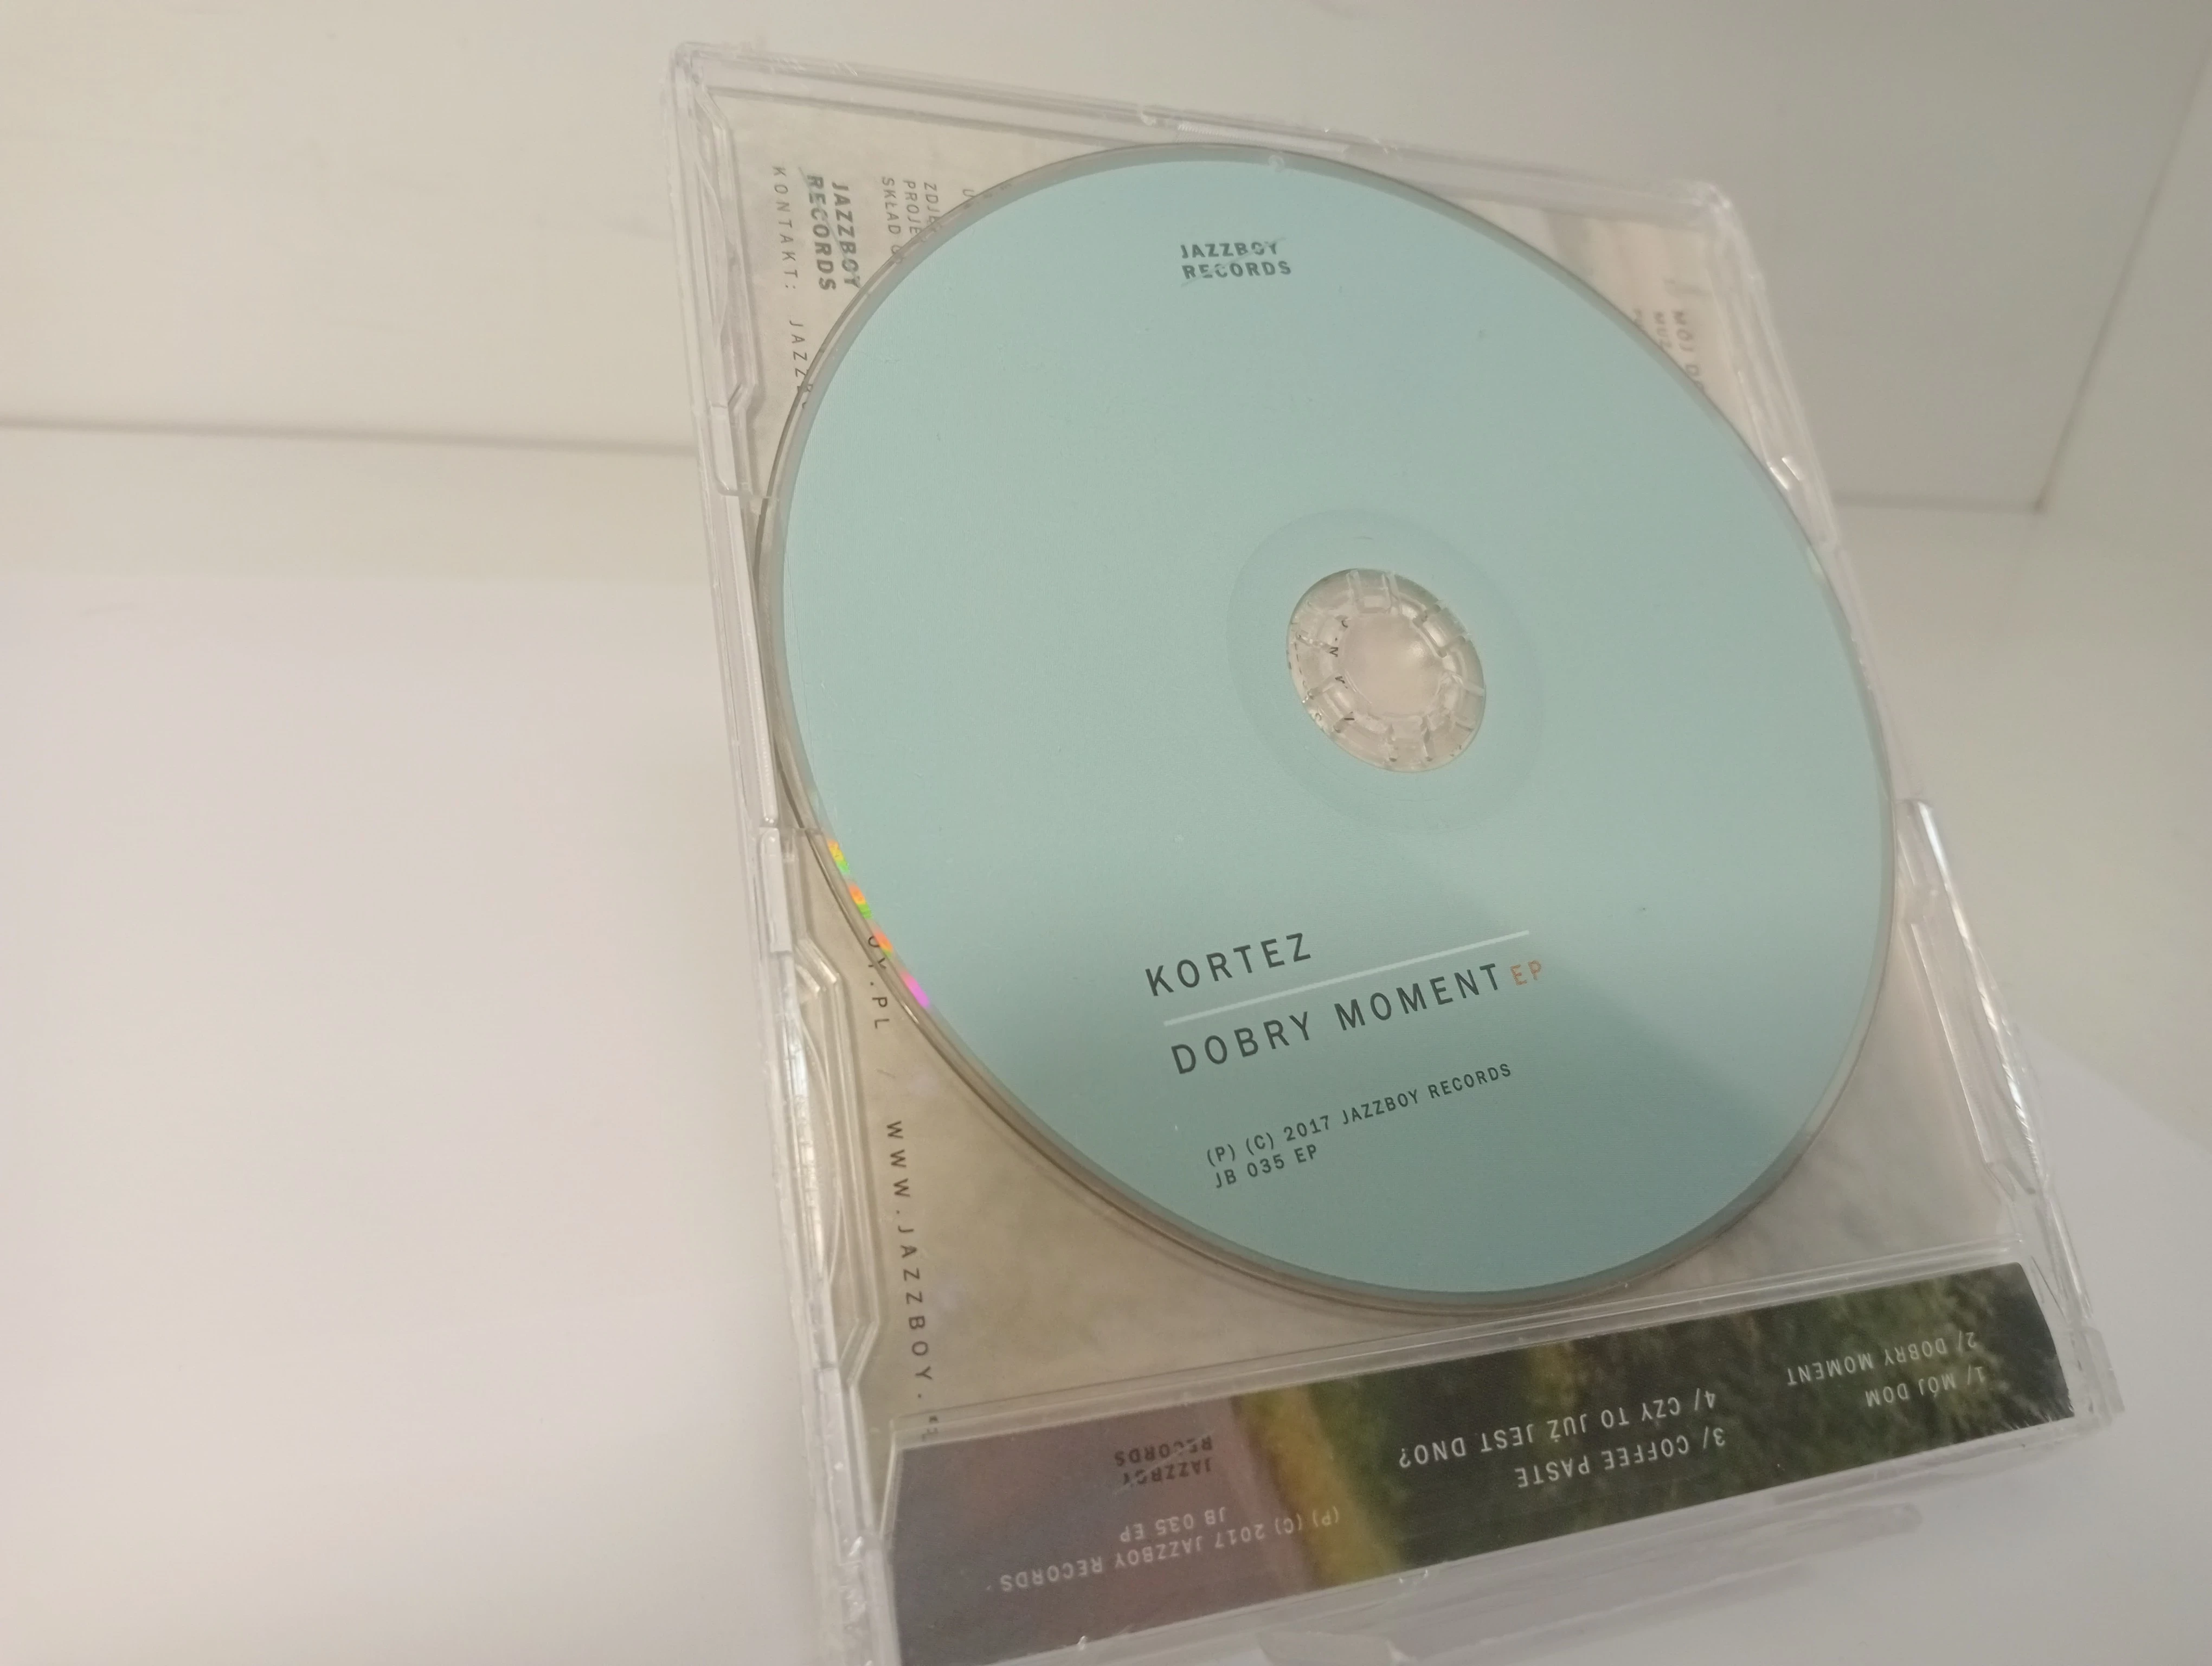 JAZZBOY
RECORDS
KORTEZ
DOBRY MOMENT EP
(P) (C) 2017 JAZZBOY RECORDS
JB 035 EP
JAZZBOY
RECORDS
KONTAKT:
WWW.JAZZBOY.
1/ MÓJ DOM
2/ DOBRY MOMENT
3/ COFFEE PASTE
4/ CZY TO JUŻ JEST DNO?
(P) (C) 2017 JAZZBOY RECORDS
JB 035 EP
JAZZBOY
RECORDS